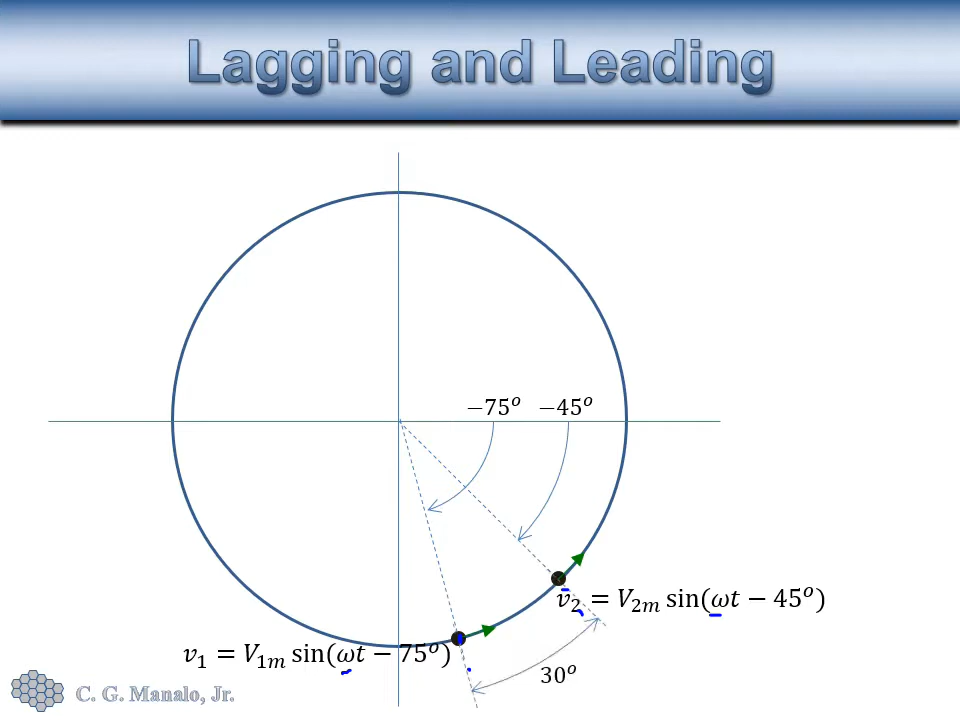 Lagging and Leading
−75° −45°
v₂ = V₂ₘ sin(ωt − 45°)
v₁ = V₁ₘ sin(ωt − 75°)
30°
C. G. Manalo, Jr.